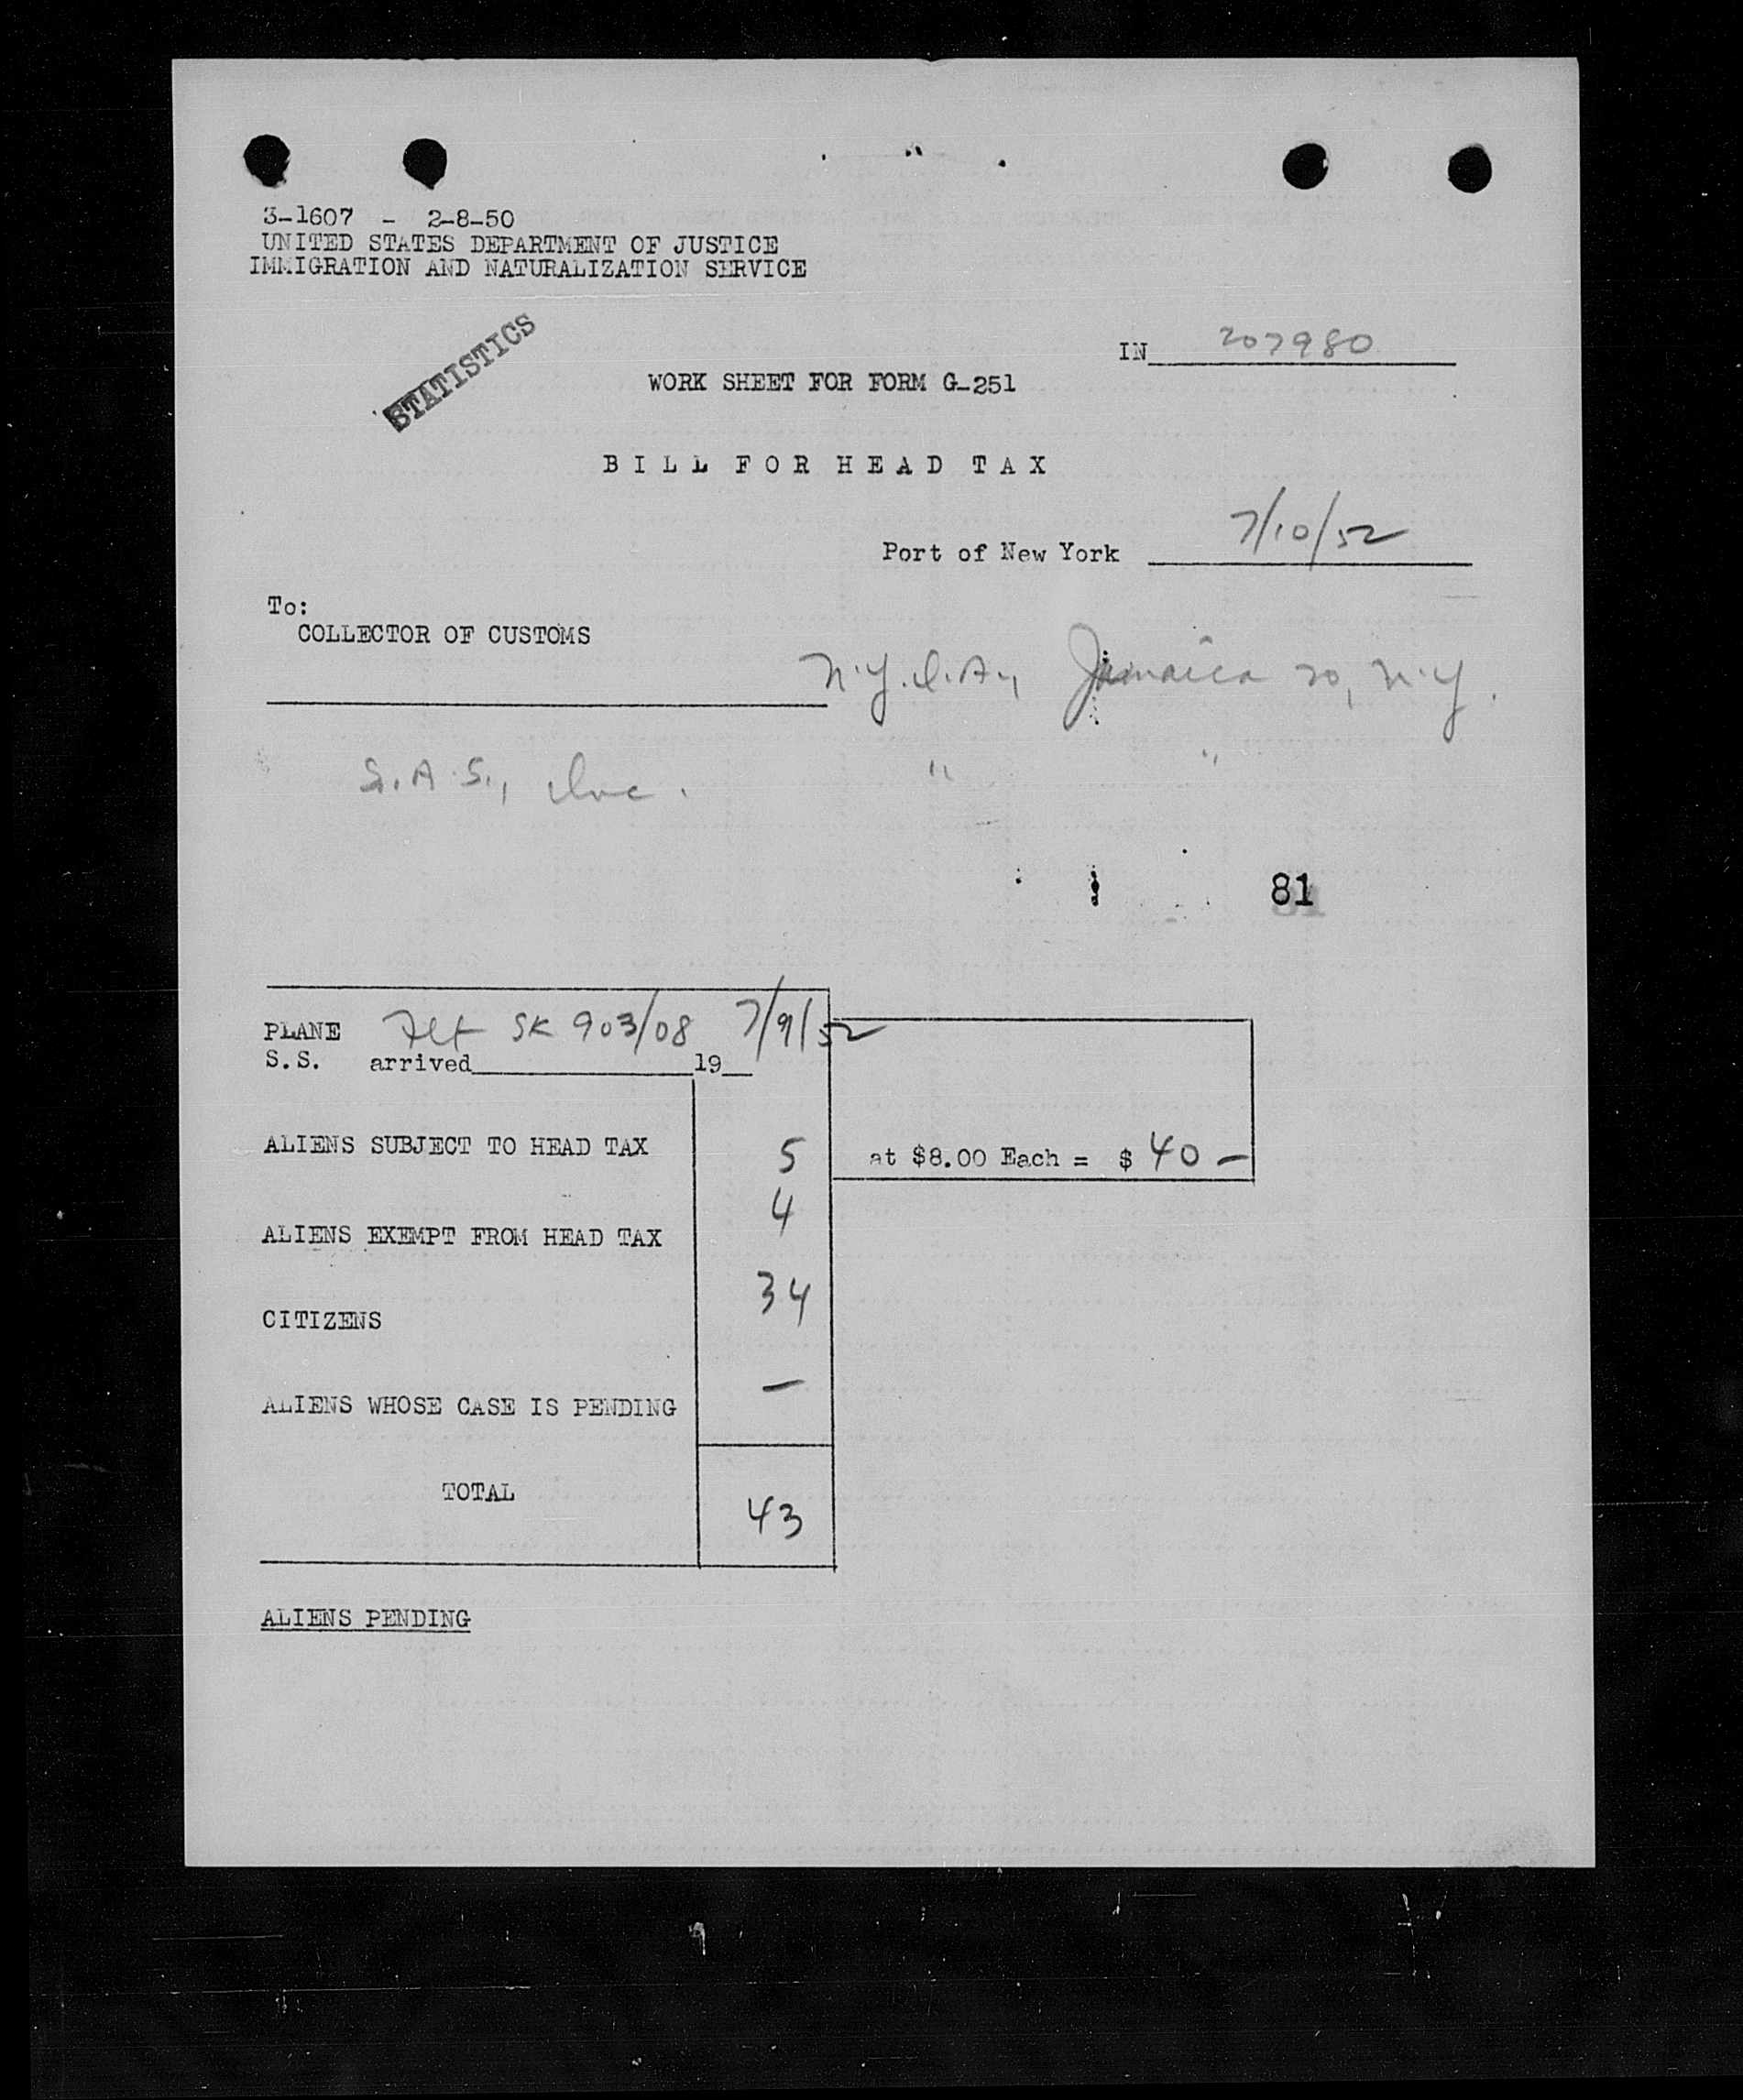 3-1607 - 2-8-50
UNITED STATES DEPARTMENT OF JUSTICE
IMMIGRATION AND NATURALIZATION SERVICE
STATISTICS
IN 207980
WORK SHEET FOR FORM G-251
BILL FOR HEAD TAX
7/10/52
Port of New York
To:
COLLECTOR OF CUSTOMS
N.Y.I.A., Jamaica 20, N.Y.
S.A.S., Inc. " "
81
PLANE Flt SK 903/08 7/9/52
S.S. arrived 19
ALIENS SUBJECT TO HEAD TAX 5 at $8.00 Each = $ 40 —
ALIENS EXEMPT FROM HEAD TAX 4
CITIZENS 34
ALIENS WHOSE CASE IS PENDING —
TOTAL 43
ALIENS PENDING